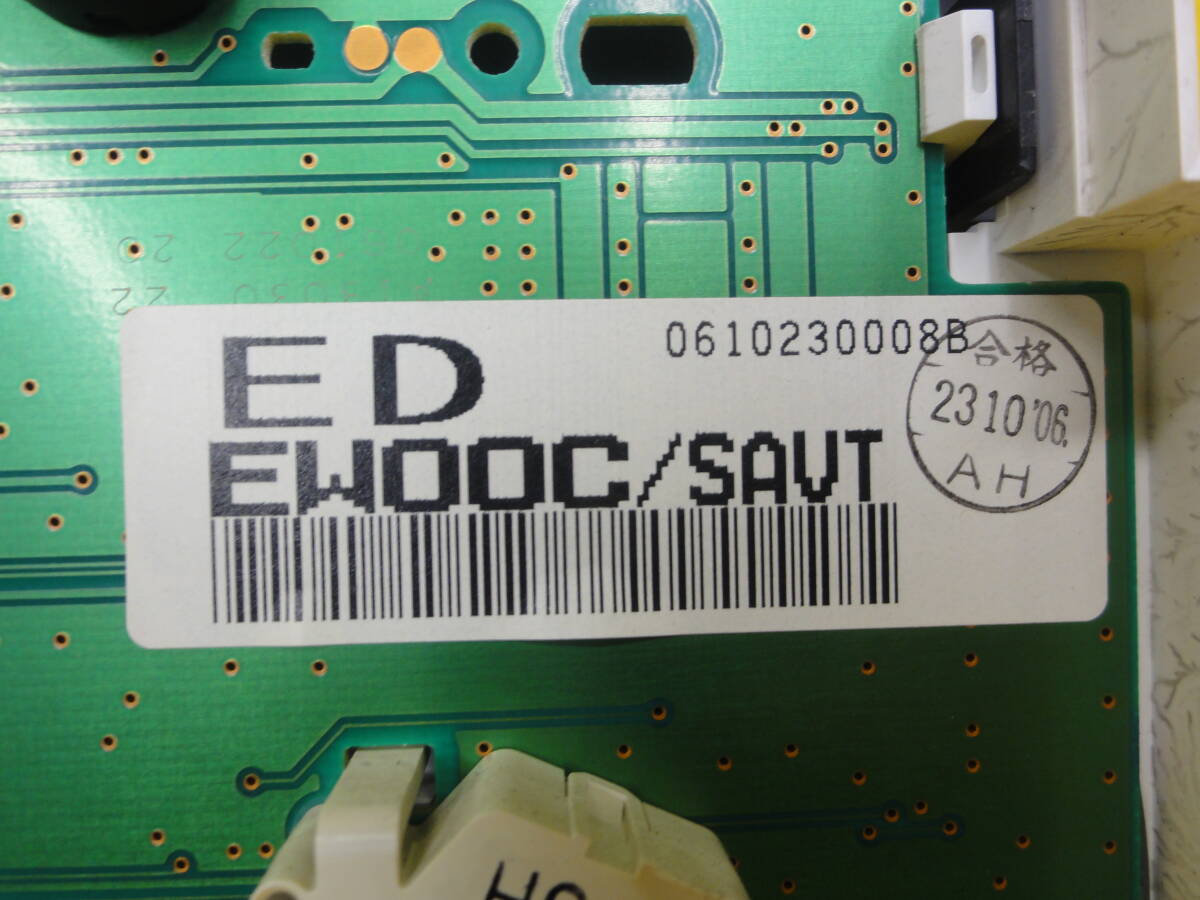 ED
0610230008B
EW00C/SAVT
合格
23 10 '06.
AH